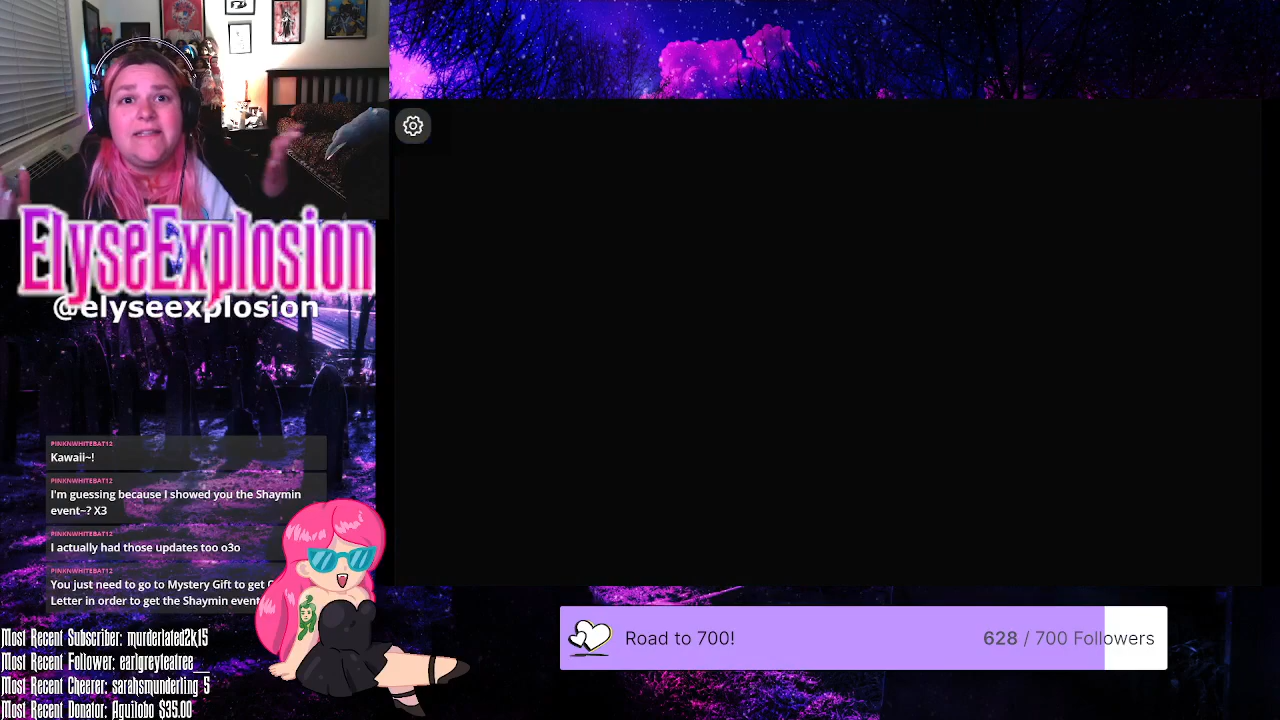 ElyseExplosion
@elyseexplosion
PINKNWHITEBAT12
Kawaii~!
PINKNWHITEBAT12
I'm guessing because I showed you the Shaymin
event~? X3
PINKNWHITEBAT12
I actually had those updates too o3o
PINKNWHITEBAT12
You just need to go to Mystery Gift to get
Letter in order to get the Shaymin event
Most Recent Subscriber: murderlated2k15
Most Recent Follower: earlgreyteatree__
Most Recent Cheerer: sarahsmunderling 5
Most Recent Donator: Aguilobo $35.00
Road to 700!
628 / 700 Followers